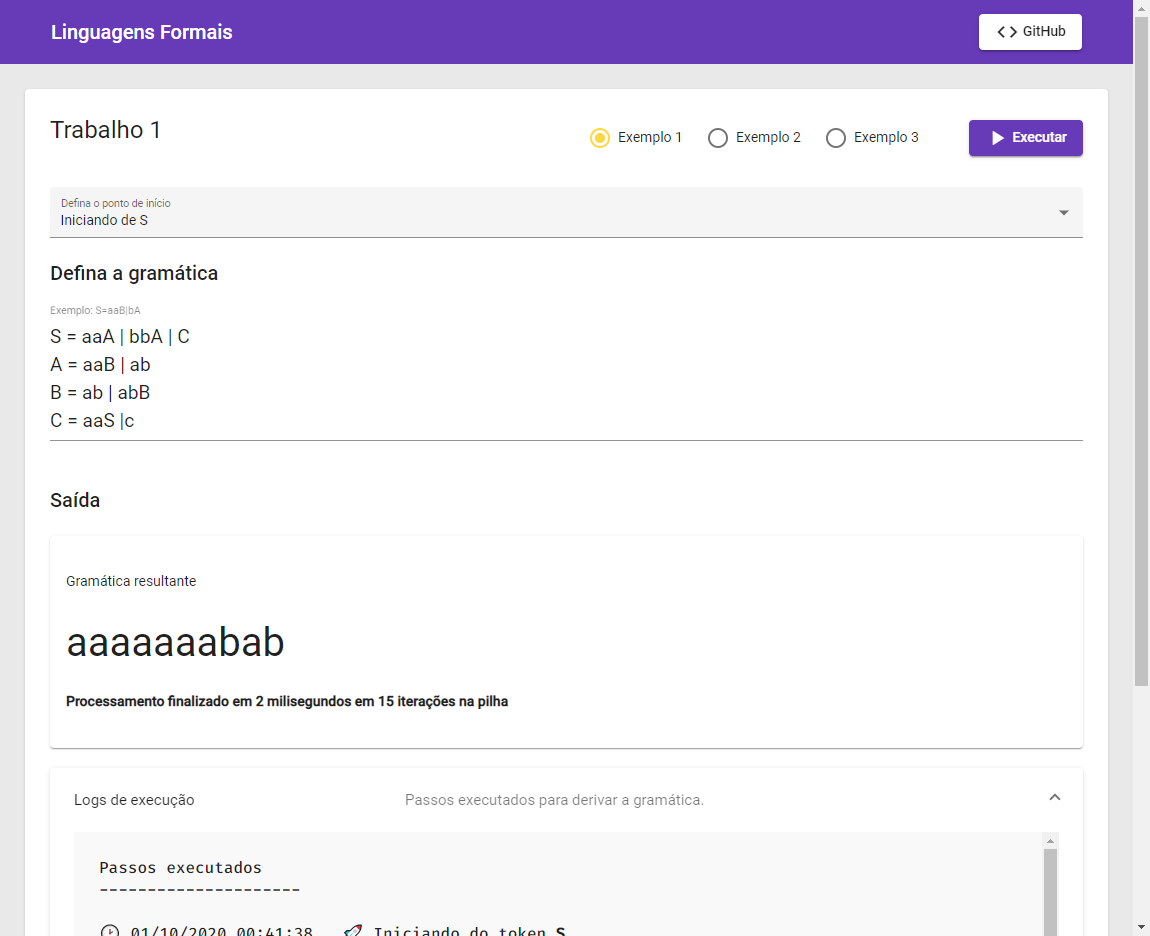 Linguagens Formais
<> GitHub
Trabalho 1
Exemplo 1
Exemplo 2
Exemplo 3
Executar
Defina o ponto de início
Iniciando de S
Defina a gramática
Exemplo: S=aaB|bA
S = aaA | bbA | C
A = aaB | ab
B = ab | abB
C = aaS |c
Saída
Gramática resultante
aaaaaaabab
Processamento finalizado em 2 milisegundos em 15 iterações na pilha
Logs de execução
Passos executados para derivar a gramática.
Passos executados
--------------------
01/10/2020 00:41:38 Iniciando do token S